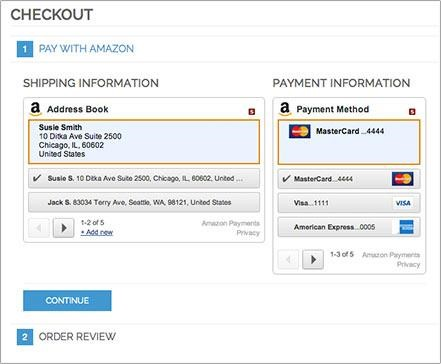 CHECKOUT
1 PAY WITH AMAZON
SHIPPING INFORMATION
a Address Book
S
Susie Smith
10 Ditka Ave Suite 2500
Chicago, IL, 60602
United States
Susie S. 10 Ditka Ave Suite 2500, Chicago, IL, 60602, United ...
Jack S. 83034 Terry Ave, Seattle, WA, 98121, United States
1-2 of 5
+ Add new
Amazon Payments
Privacy
PAYMENT INFORMATION
a Payment Method
S
MasterCard MasterCard ...4444
MasterCard...4444 MasterCard
Visa...1111 VISA
American Express...0005
1-3 of 5
Amazon Payments
Privacy
CONTINUE
2 ORDER REVIEW